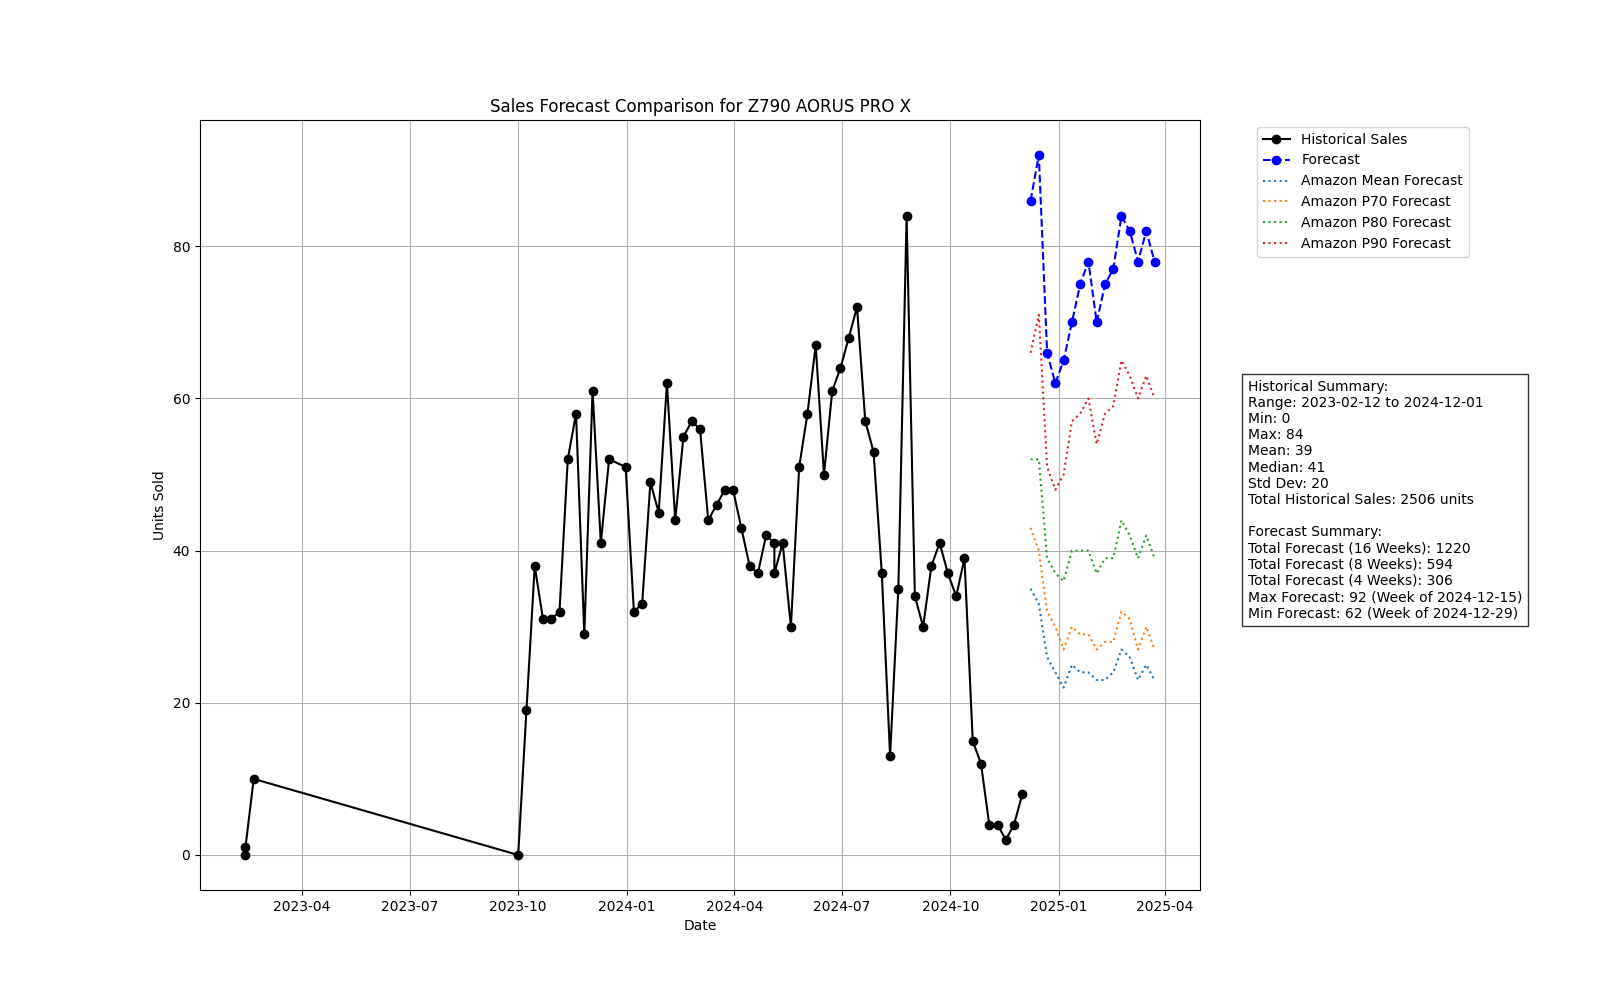 Sales Forecast Comparison for Z790 AORUS PRO X
Historical Sales
Forecast
Amazon Mean Forecast
Amazon P70 Forecast
Amazon P80 Forecast
Amazon P90 Forecast
80
60
40
20
0
Units Sold
2023-04
2023-07
2023-10
2024-01
2024-04
2024-07
2024-10
2025-01
2025-04
Date
Historical Summary:
Range: 2023-02-12 to 2024-12-01
Min: 0
Max: 84
Mean: 39
Median: 41
Std Dev: 20
Total Historical Sales: 2506 units
Forecast Summary:
Total Forecast (16 Weeks): 1220
Total Forecast (8 Weeks): 594
Total Forecast (4 Weeks): 306
Max Forecast: 92 (Week of 2024-12-15)
Min Forecast: 62 (Week of 2024-12-29)